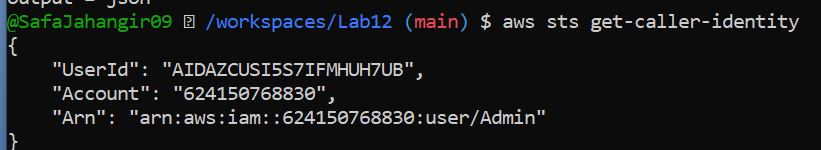 output = json
@SafaJahangir09 /workspaces/Lab12 (main) $ aws sts get-caller-identity
{
    "UserId": "AIDAZCUSI5S7IFMHUH7UB",
    "Account": "624150768830",
    "Arn": "arn:aws:iam::624150768830:user/Admin"
}